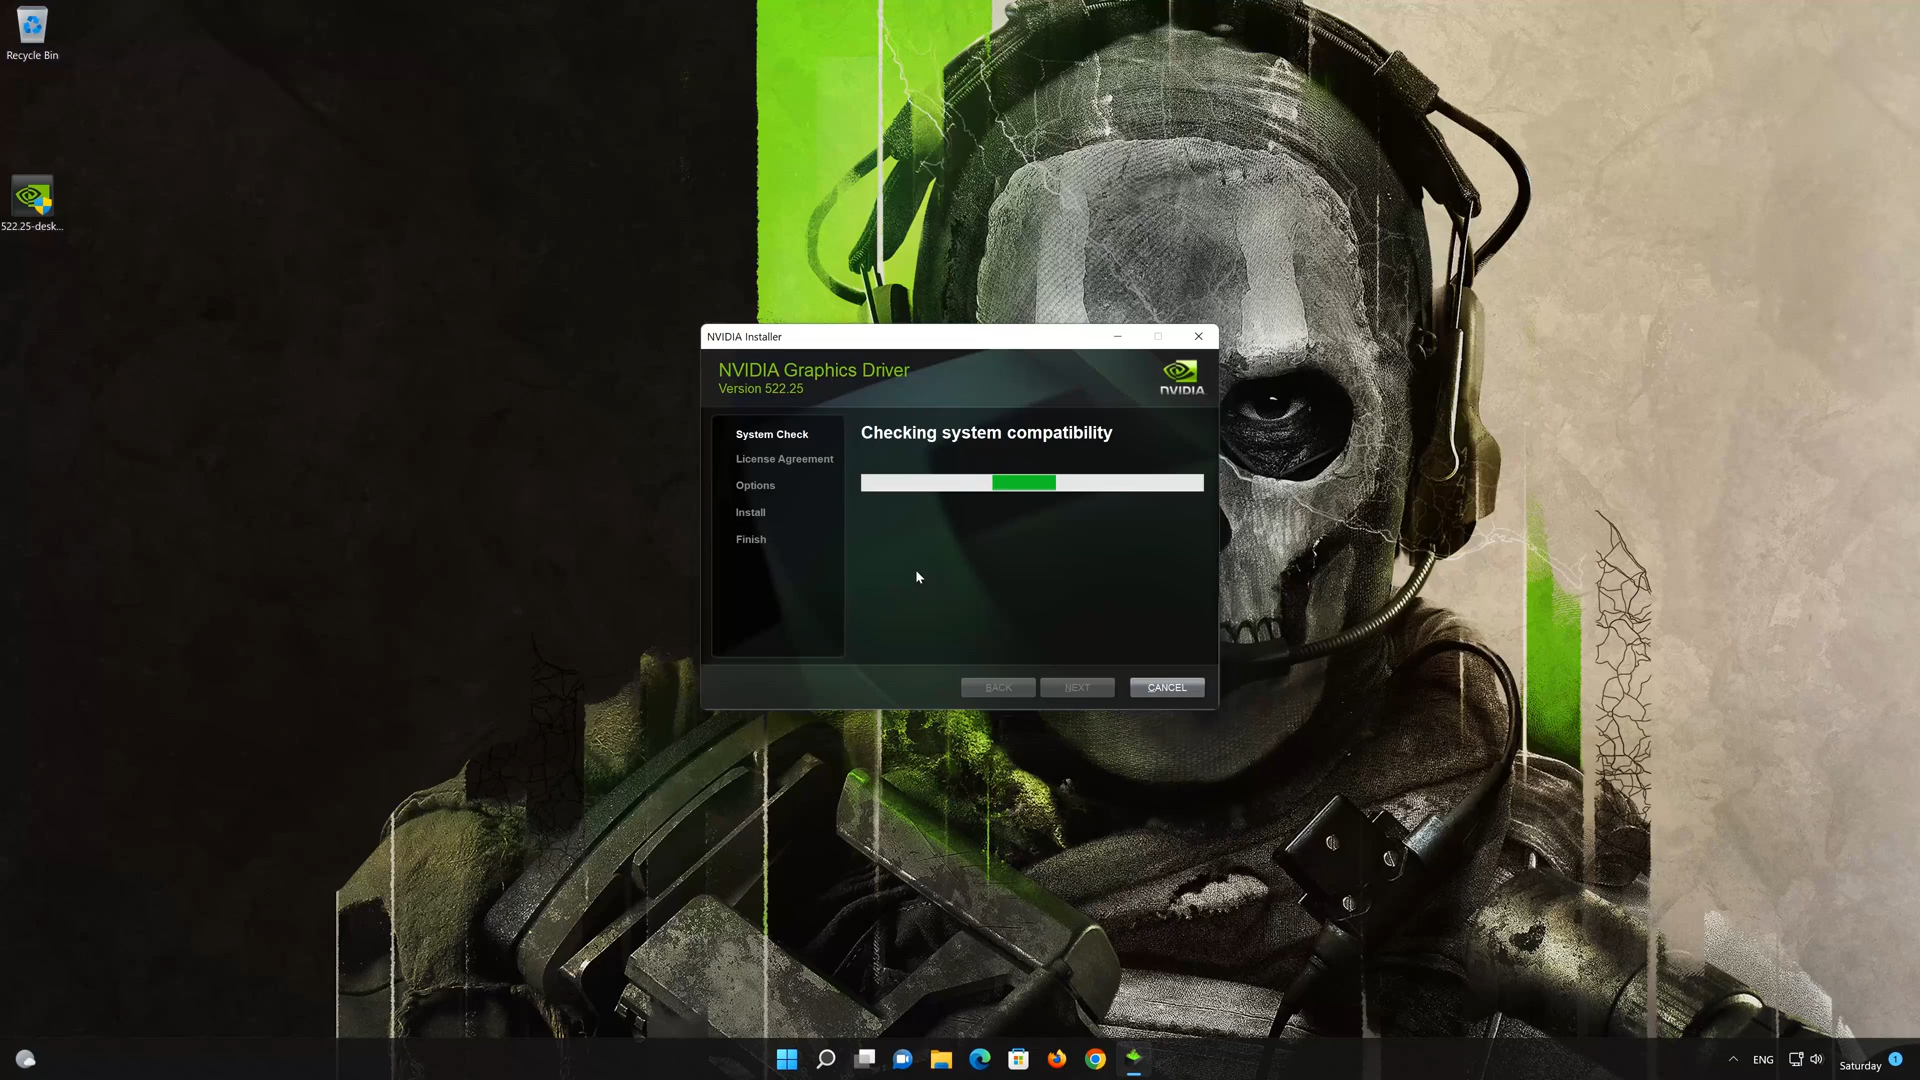 Recycle Bin
522.25-desk...
NVIDIA Installer
NVIDIA Graphics Driver
Version 522.25
NVIDIA
System Check
License Agreement
Options
Install
Finish
Checking system compatibility
BACK
NEXT
CANCEL
ENG
Saturday
1